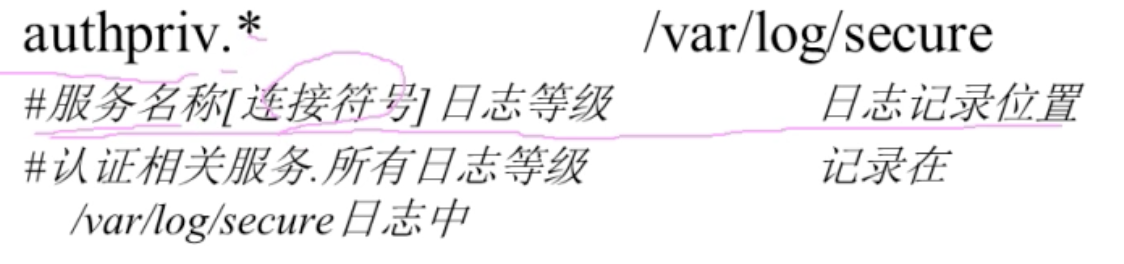 authpriv.* /var/log/secure
#服务名称[连接符号]日志等级 日志记录位置
#认证相关服务.所有日志等级 记录在
/var/log/secure日志中